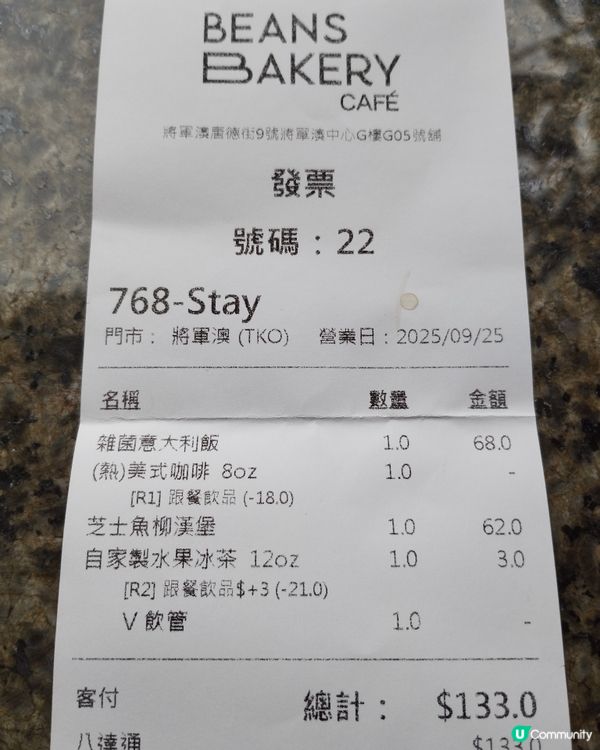 BEANS
BAKERY
CAFÉ
將軍澳唐德街9號將軍澳中心G樓G05號舖
發票
號碼：22
768-Stay
門市： 將軍澳 (TKO) 營業日：2025/09/25
名稱 數量 金額
雜菌意大利飯 1.0 68.0
(熱)美式咖啡 8oz 1.0 -
[R1] 跟餐飲品 (-18.0)
芝士魚柳漢堡 1.0 62.0
自家製水果冰茶 12oz 1.0 3.0
[R2] 跟餐飲品$+3 (-21.0)
V 飲管 1.0 -
客付 總計： $133.0
八達通 $133.0
U Community